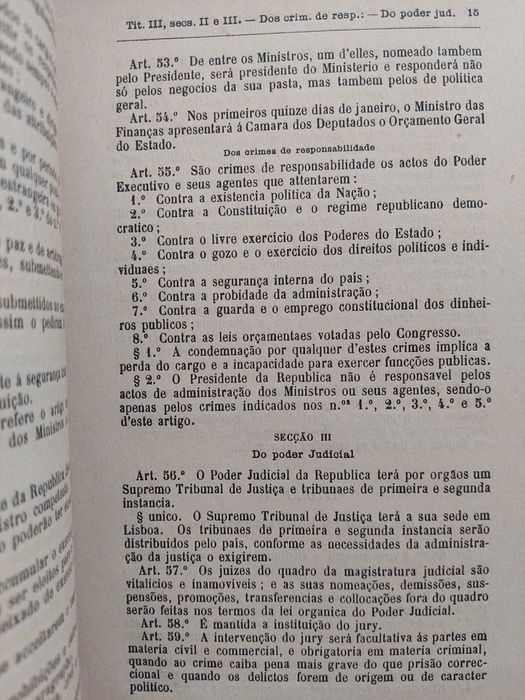 Tit. III, secs. II e III. — Dos crim. de resp.: — Do poder jud. 15
Art. 53.º De entre os Ministros, um d'elles, nomeado tambem
pelo Presidente, será presidente do Ministerio e responderá não
só pelos negocios da sua pasta, mas tambem pelos de politica
geral.
Art. 54.º Nos primeiros quinze dias de janeiro, o Ministro das
Finanças apresentará á Camara dos Deputados o Orçamento Geral
do Estado.
Dos crimes de responsabilidade
Art. 55.º São crimes de responsabilidade os actos do Poder
Executivo e seus agentes que attentarem:
1.º Contra a existencia politica da Nação;
2.º Contra a Constituição e o regime republicano demo-
cratico;
3.º Contra o livre exercicio dos Poderes do Estado;
4.º Contra o gozo e o exercicio dos direitos politicos e indi-
viduaes;
5.º Contra a segurança interna do país;
6.º Contra a probidade da administração;
7.º Contra a guarda e o emprego constitucional dos dinhei-
ros publicos;
8.º Contra as leis orçamentaes votadas pelo Congresso.
§ 1.º A condemnação por qualquer d'estes crimes implica a
perda do cargo e a incapacidade para exercer funcções publicas.
§ 2.º O Presidente da Republica não é responsavel pelos
actos de administração dos Ministros ou seus agentes, sendo-o
apenas pelos crimes indicados nos n.os 1.º, 2.º, 3.º, 4.º e 5.º
d'este artigo.
SECÇÃO III
Do poder Judicial
Art. 56.º O Poder Judicial da Republica terá por orgãos um
Supremo Tribunal de Justiça e tribunaes de primeira e segunda
instancia.
§ unico. O Supremo Tribunal de Justiça terá a sua sede em
Lisboa. Os tribunaes de primeira e segunda instancia serão
distribuidos pelo país, conforme as necessidades da administra-
ção da justiça o exigirem.
Art. 57.º Os juizes do quadro da magistratura judicial são
vitalicios e inamoviveis; e as suas nomeações, demissões, sus-
pensões, promoções, transferencias e collocações fora do quadro
serão feitas nos termos da lei organica do Poder Judicial.
Art. 58.º É mantida a instituição do jury.
Art. 59.º A intervenção do jury será facultativa ás partes em
materia civil e commercial, e obrigatoria em materia criminal,
quando ao crime caiba pena mais grave do que prisão correc-
cional e quando os delictos forem de origem ou de caracter
politico.